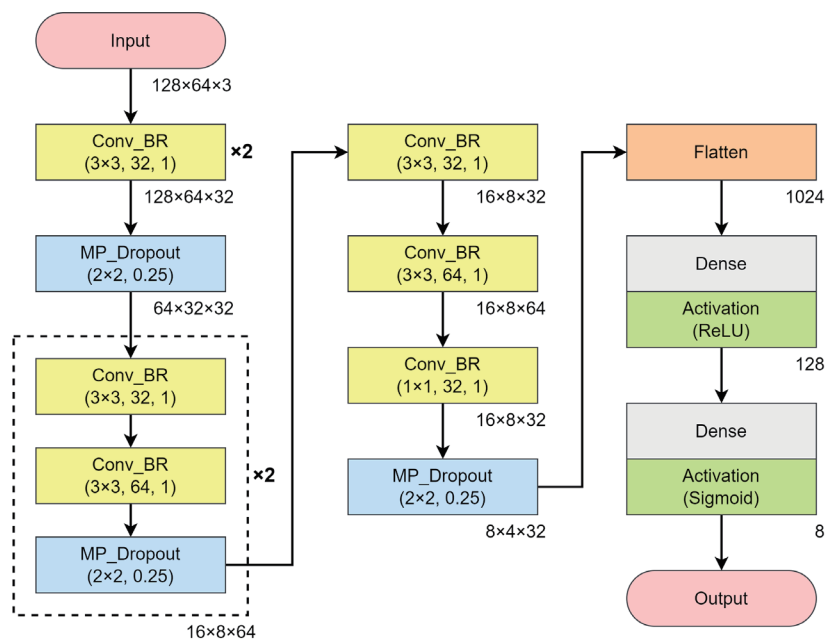 Input
128×64×3
Conv_BR
(3×3, 32, 1)
×2
128×64×32
MP_Dropout
(2×2, 0.25)
64×32×32
Conv_BR
(3×3, 32, 1)
Conv_BR
(3×3, 64, 1)
×2
MP_Dropout
(2×2, 0.25)
16×8×64
Conv_BR
(3×3, 32, 1)
16×8×32
Conv_BR
(3×3, 64, 1)
16×8×64
Conv_BR
(1×1, 32, 1)
16×8×32
MP_Dropout
(2×2, 0.25)
8×4×32
Flatten
1024
Dense
Activation
(ReLU)
128
Dense
Activation
(Sigmoid)
8
Output